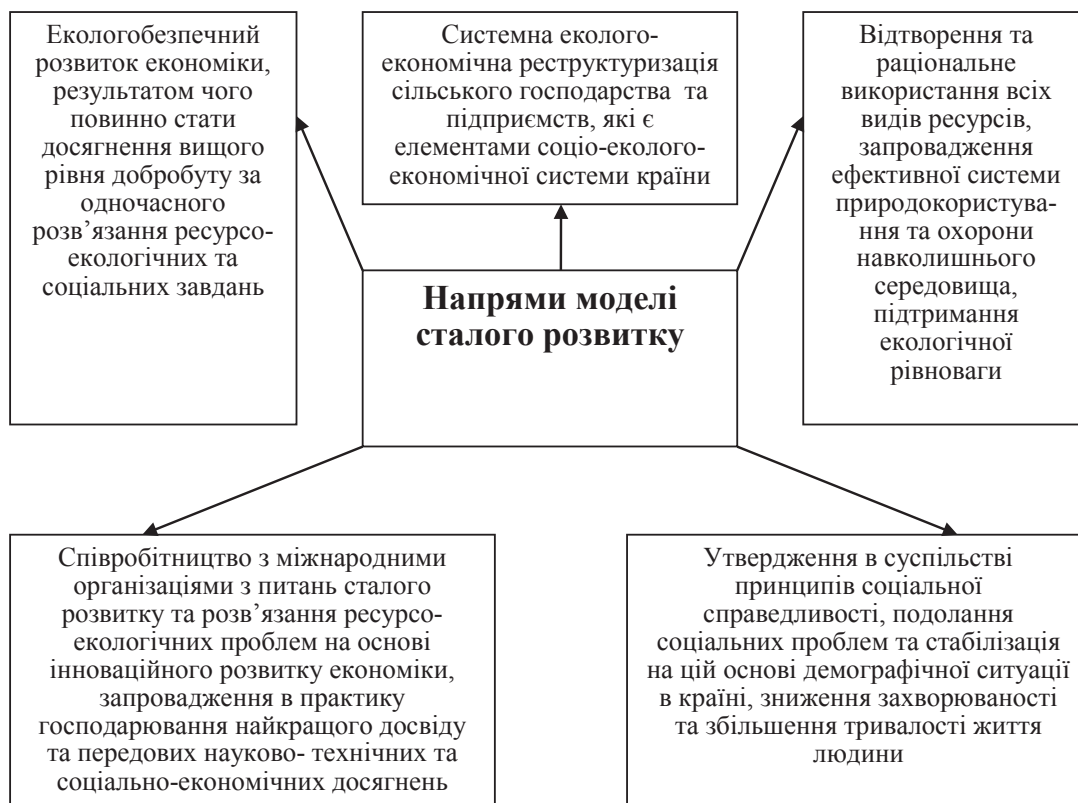 Екологобезпечний
розвиток економіки,
результатом чого
повинно стати
досягнення вищого
рівня добробуту за
одночасного
розв’язання ресурсо-
екологічних та
соціальних завдань
Системна еколого-
економічна реструктуризація
сільського господарства та
підприємств, які є
елементами соціо-еколого-
економічної системи країни
Відтворення та
раціональне
використання всіх
видів ресурсів,
запровадження
ефективної системи
природокористува-
ння та охорони
навколишнього
середовища,
підтримання
екологічної
рівноваги
Напрями моделі
сталого розвитку
Співробітництво з міжнародними
організаціями з питань сталого
розвитку та розв’язання ресурсо-
екологічних проблем на основі
інноваційного розвитку економіки,
запровадження в практику
господарювання найкращого досвіду
та передових науково- технічних та
соціально-економічних досягнень
Утвердження в суспільстві
принципів соціальної
справедливості, подолання
соціальних проблем та стабілізація
на цій основі демографічної ситуації
в країні, зниження захворюваності
та збільшення тривалості життя
людини